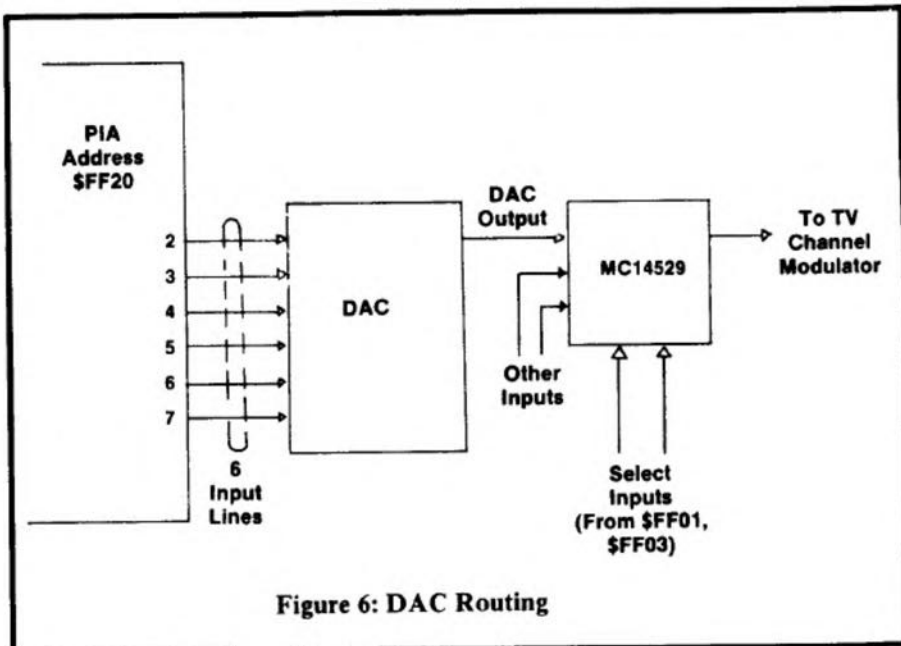 PIA
Address
$FF20
2
3
4
5
6
7
6
Input
Lines
DAC
DAC
Output
Other
Inputs
MC14529
Select
Inputs
(From $FF01,
$FF03)
To TV
Channel
Modulator
Figure 6: DAC Routing